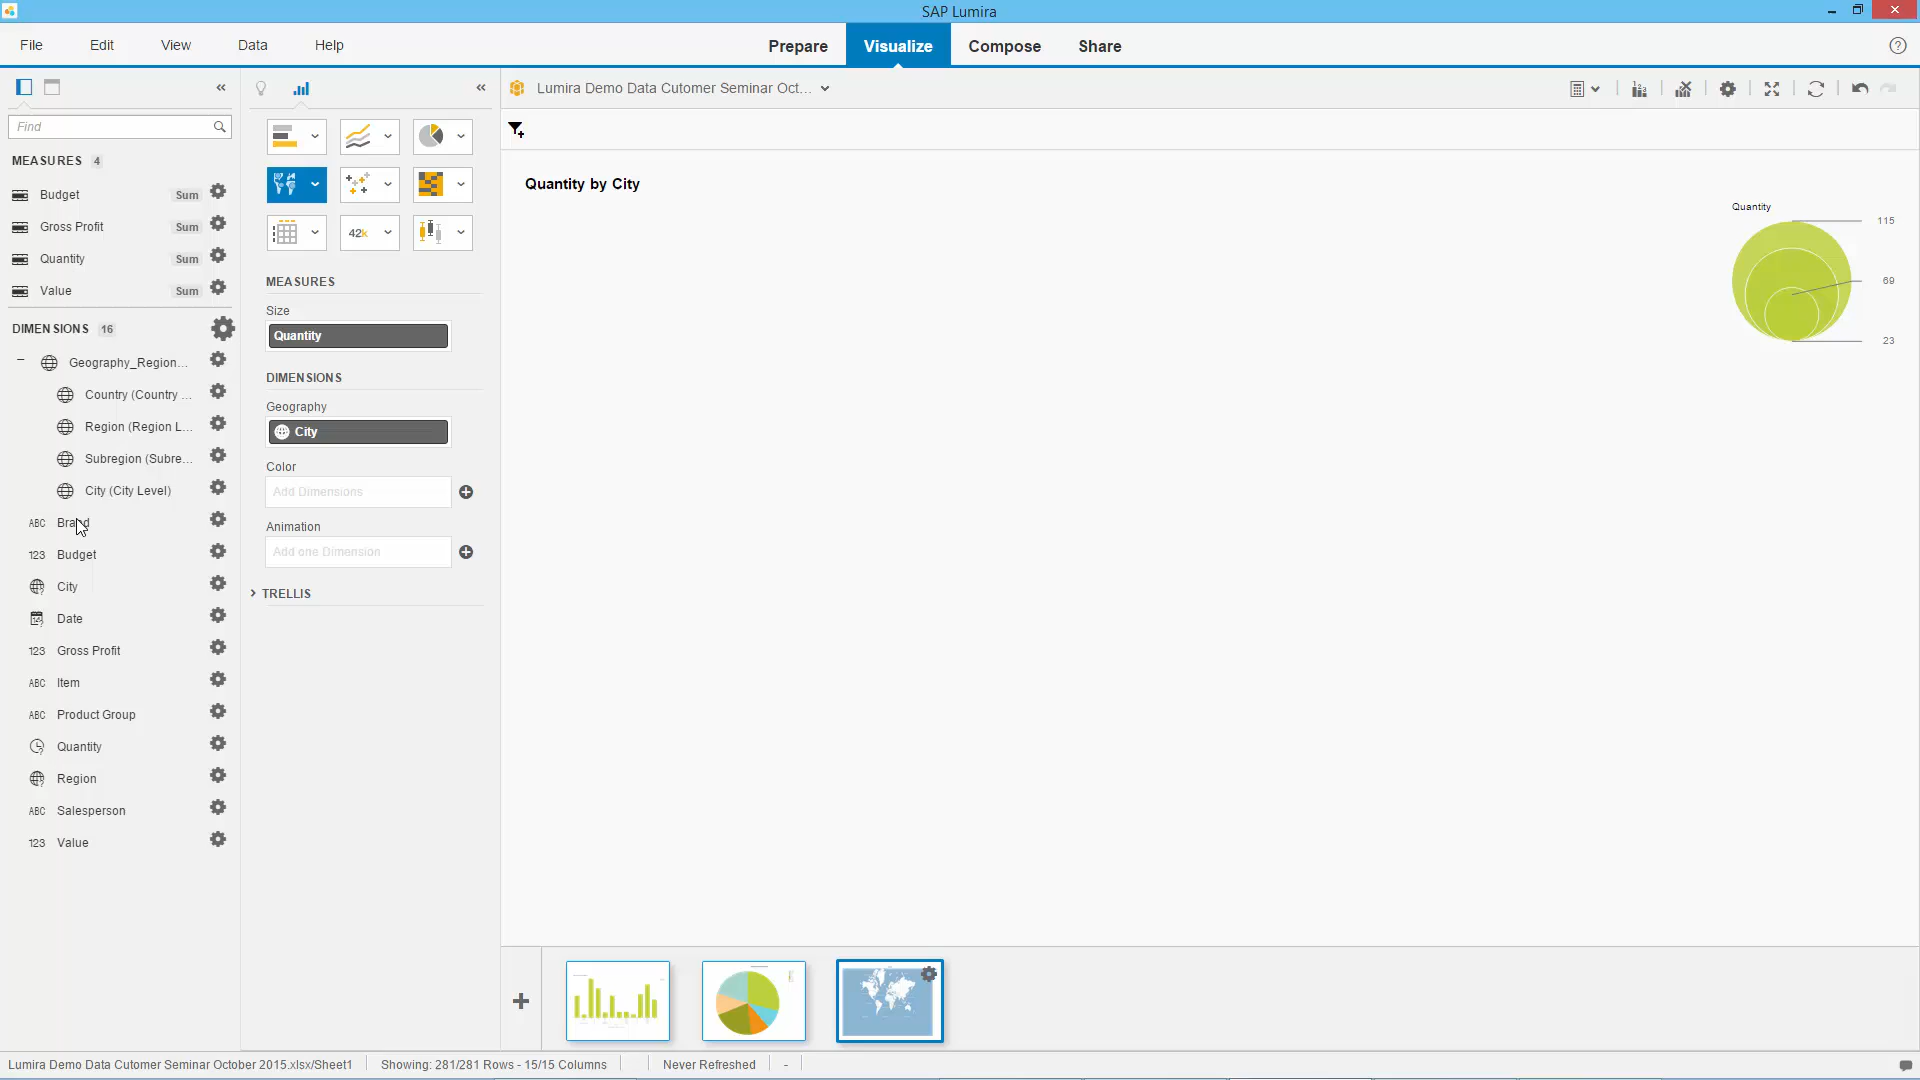 SAP Lumira
File Edit View Data Help
Prepare Visualize Compose Share
Lumira Demo Data Cutomer Seminar Oct...
Find
MEASURES 4
Budget Sum
Gross Profit Sum
Quantity Sum
Value Sum
DIMENSIONS 16
Geography_Region...
Country (Country ...
Region (Region L...
Subregion (Subre...
City (City Level)
ABC Brand
123 Budget
City
Date
123 Gross Profit
ABC Item
ABC Product Group
Quantity
Region
ABC Salesperson
123 Value
42k
MEASURES
Size
Quantity
DIMENSIONS
Geography
City
Color
Add Dimensions
Animation
Add one Dimension
TRELLIS
Quantity by City
Quantity
115
69
23
Lumira Demo Data Cutomer Seminar October 2015.xlsx/Sheet1 Showing: 281/281 Rows - 15/15 Columns Never Refreshed -